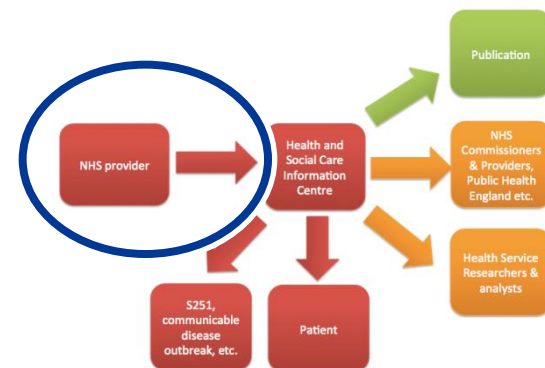 Publication
NHS provider
Health and
Social Care
Information
Centre
NHS
Commissioners
& Providers,
Public Health
England etc.
Health Service
Researchers &
analysts
S251,
communicable
disease
outbreak, etc.
Patient